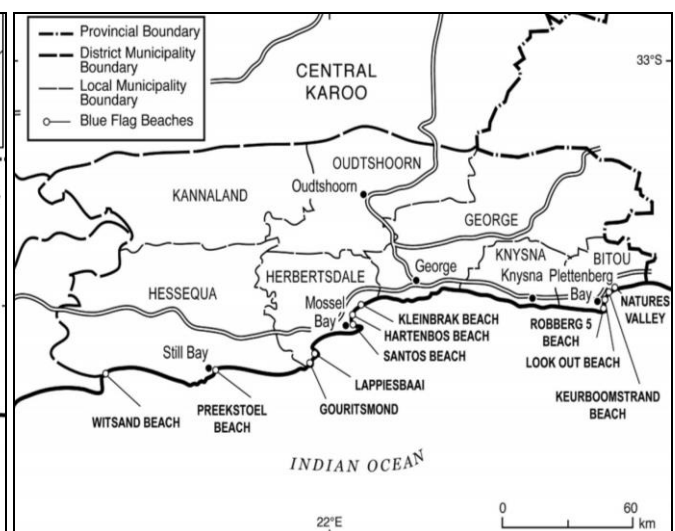 Provincial Boundary
District Municipality
Boundary
Local Municipality
Boundary
Blue Flag Beaches
33°S
CENTRAL
KAROO
OUDTSHOORN
Oudtshoorn
KANNALAND
GEORGE
KNYSNA
BITOU
George
Knysna
Plettenberg
Bay
HERBERTSDALE
HESSEQUA
Mossel
Bay
NATURES
VALLEY
KLEINBRAK BEACH
HARTENBOS BEACH
SANTOS BEACH
ROBBERG 5
BEACH
LOOK OUT BEACH
Still Bay
LAPPIESBAAI
KEURBOOMSTRAND
BEACH
GOURITSMOND
WITSAND BEACH
PREEKSTOEL
BEACH
INDIAN OCEAN
22°E
0
60
km